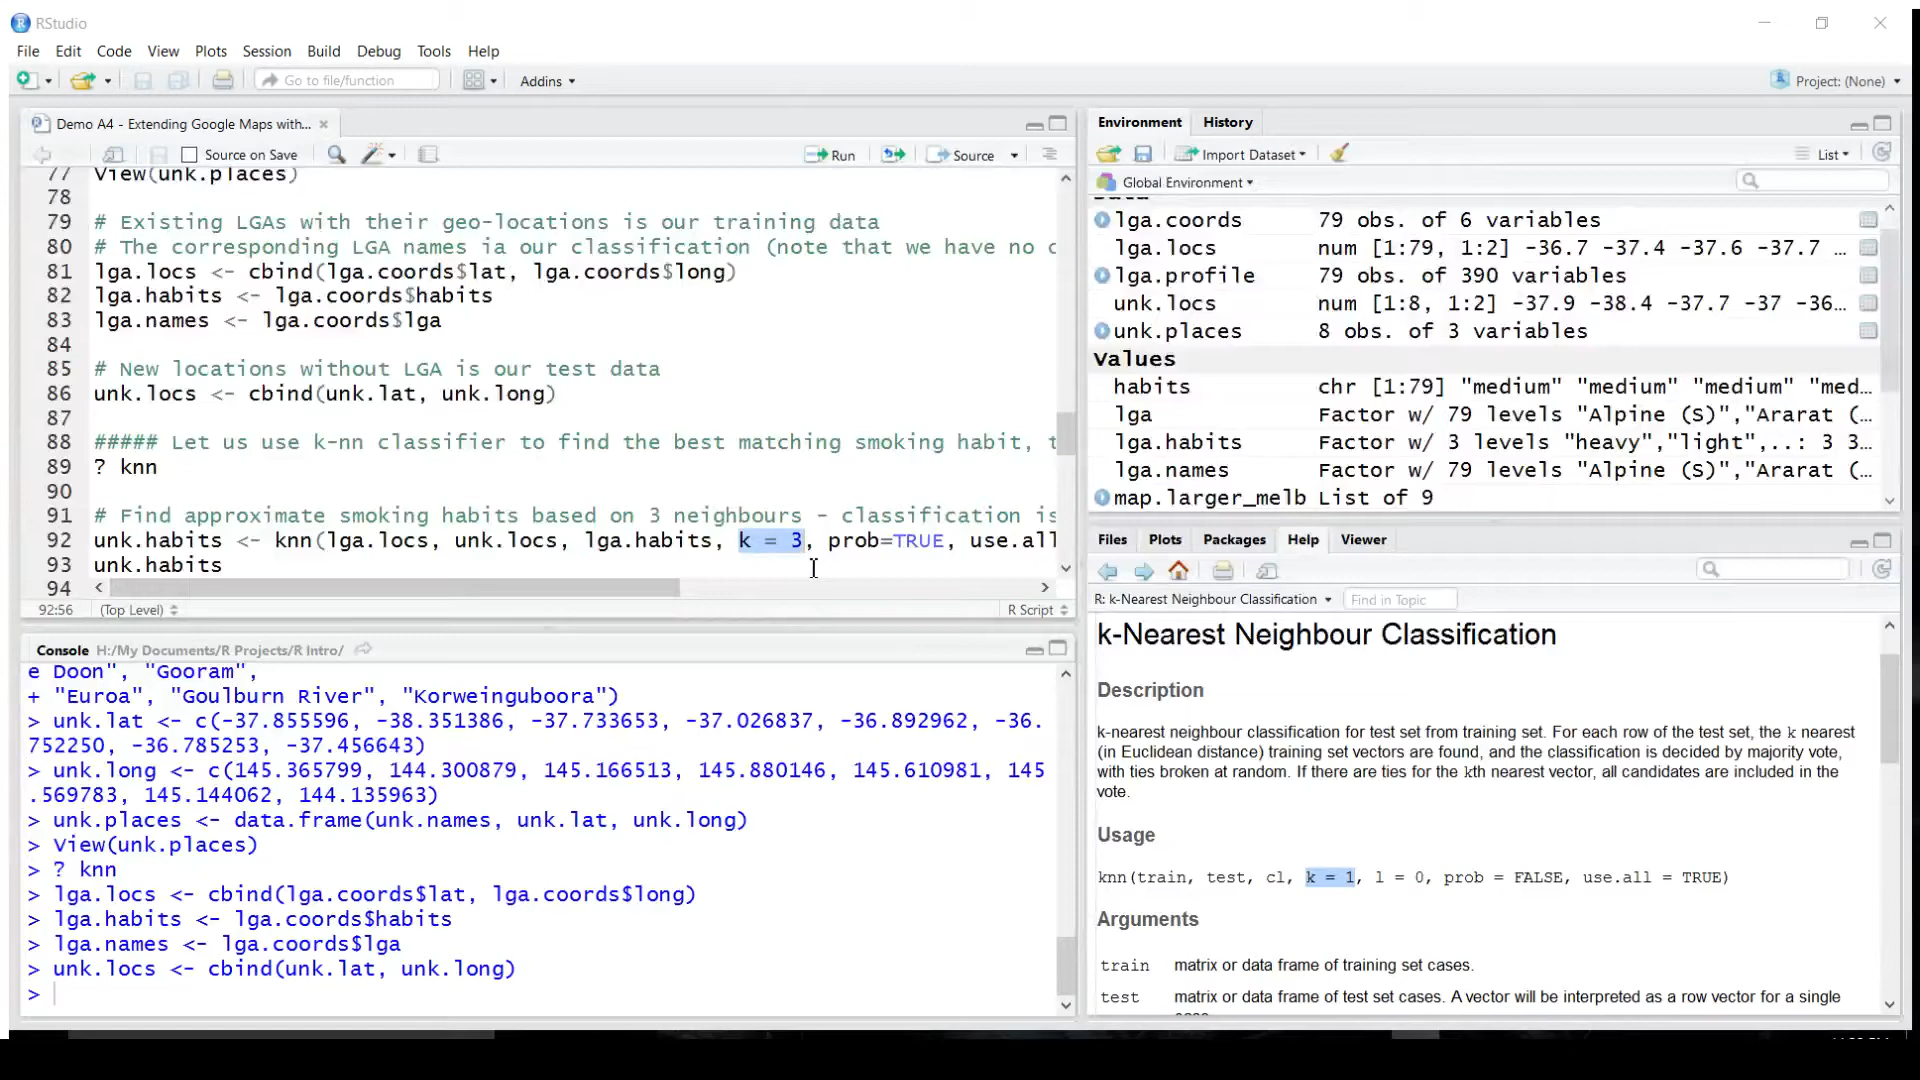 RStudio
File Edit Code View Plots Session Build Debug Tools Help
Go to file/function Addins Project: (None)
Demo A4 - Extending Google Maps with...
Source on Save Run Source
77 View(unk.places)
78
79 # Existing LGAs with their geo-locations is our training data
80 # The corresponding LGA names ia our classification (note that we have no c
81 lga.locs <- cbind(lga.coords$lat, lga.coords$long)
82 lga.habits <- lga.coords$habits
83 lga.names <- lga.coords$lga
84
85 # New locations without LGA is our test data
86 unk.locs <- cbind(unk.lat, unk.long)
87
88 ##### Let us use k-nn classifier to find the best matching smoking habit, t
89 ? knn
90
91 # Find approximate smoking habits based on 3 neighbours - classification is
92 unk.habits <- knn(lga.locs, unk.locs, lga.habits, k = 3, prob=TRUE, use.all
93 unk.habits
94
92:56 (Top Level) R Script
Console H:/My Documents/R Projects/R Intro/
e Doon", "Gooram",
+ "Euroa", "Goulburn River", "Korweinguboora")
> unk.lat <- c(-37.855596, -38.351386, -37.733653, -37.026837, -36.892962, -36.
752250, -36.785253, -37.456643)
> unk.long <- c(145.365799, 144.300879, 145.166513, 145.880146, 145.610981, 145
.569783, 145.144062, 144.135963)
> unk.places <- data.frame(unk.names, unk.lat, unk.long)
> View(unk.places)
> ? knn
> lga.locs <- cbind(lga.coords$lat, lga.coords$long)
> lga.habits <- lga.coords$habits
> lga.names <- lga.coords$lga
> unk.locs <- cbind(unk.lat, unk.long)
>
Environment History
Import Dataset List
Global Environment
Data
lga.coords 79 obs. of 6 variables
lga.locs num [1:79, 1:2] -36.7 -37.4 -37.6 -37.7 ...
lga.profile 79 obs. of 390 variables
unk.locs num [1:8, 1:2] -37.9 -38.4 -37.7 -37 -36...
unk.places 8 obs. of 3 variables
Values
habits chr [1:79] "medium" "medium" "medium" "med...
lga Factor w/ 79 levels "Alpine (S)","Ararat (...
lga.habits Factor w/ 3 levels "heavy","light",..: 3 3...
lga.names Factor w/ 79 levels "Alpine (S)","Ararat (...
map.larger_melb List of 9
Files Plots Packages Help Viewer
R: k-Nearest Neighbour Classification Find in Topic
k-Nearest Neighbour Classification
Description
k-nearest neighbour classification for test set from training set. For each row of the test set, the k nearest
(in Euclidean distance) training set vectors are found, and the classification is decided by majority vote,
with ties broken at random. If there are ties for the kth nearest vector, all candidates are included in the
vote.
Usage
knn(train, test, cl, k = 1, l = 0, prob = FALSE, use.all = TRUE)
Arguments
train matrix or data frame of training set cases.
test matrix or data frame of test set cases. A vector will be interpreted as a row vector for a single